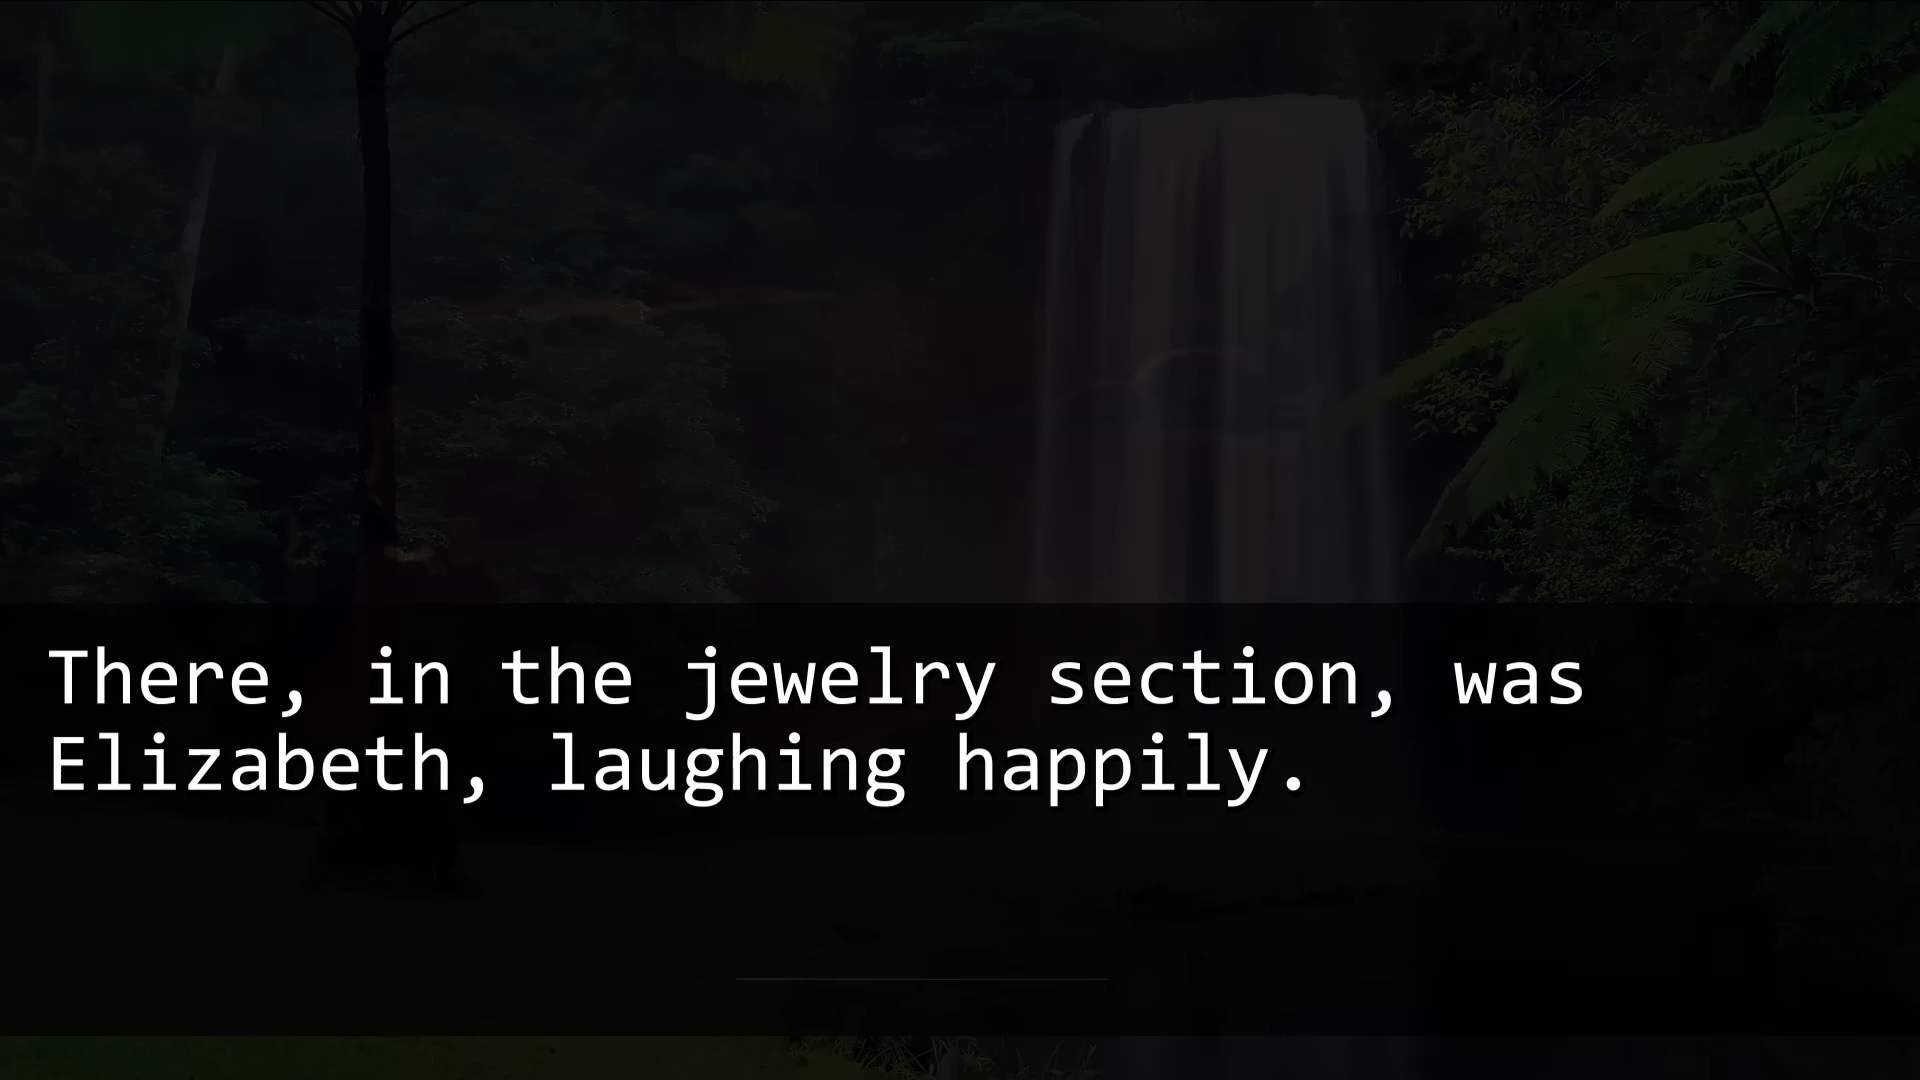 There, in the jewelry section, was
Elizabeth, laughing happily.